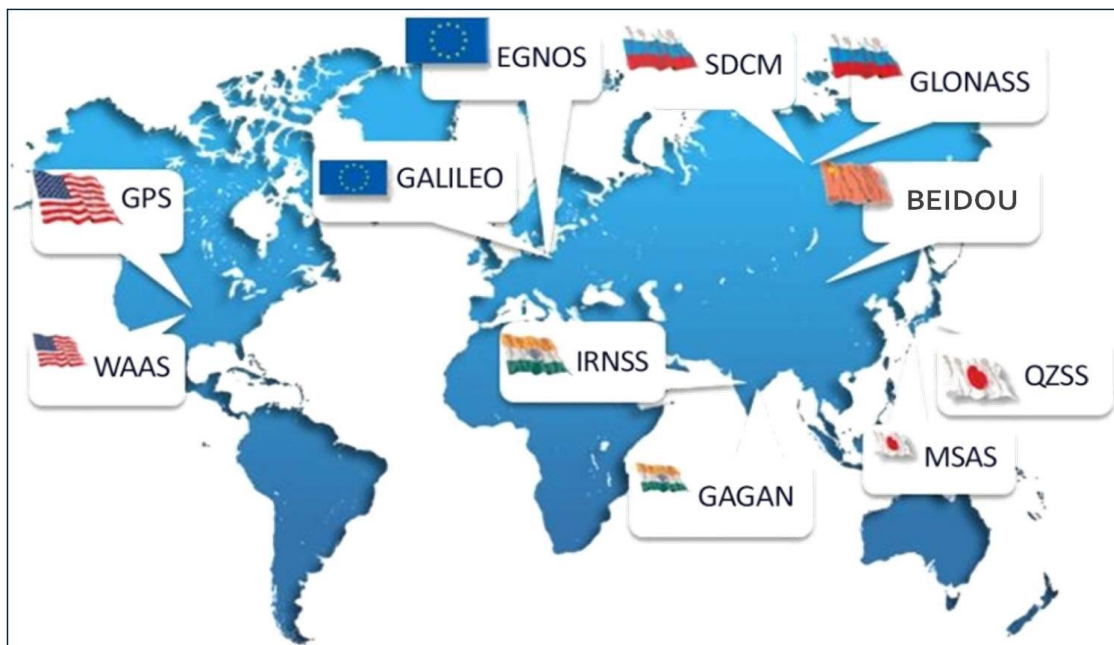 EGNOS
SDCM
GLONASS
GPS
GALILEO
BEIDOU
WAAS
IRNSS
QZSS
MSAS
GAGAN